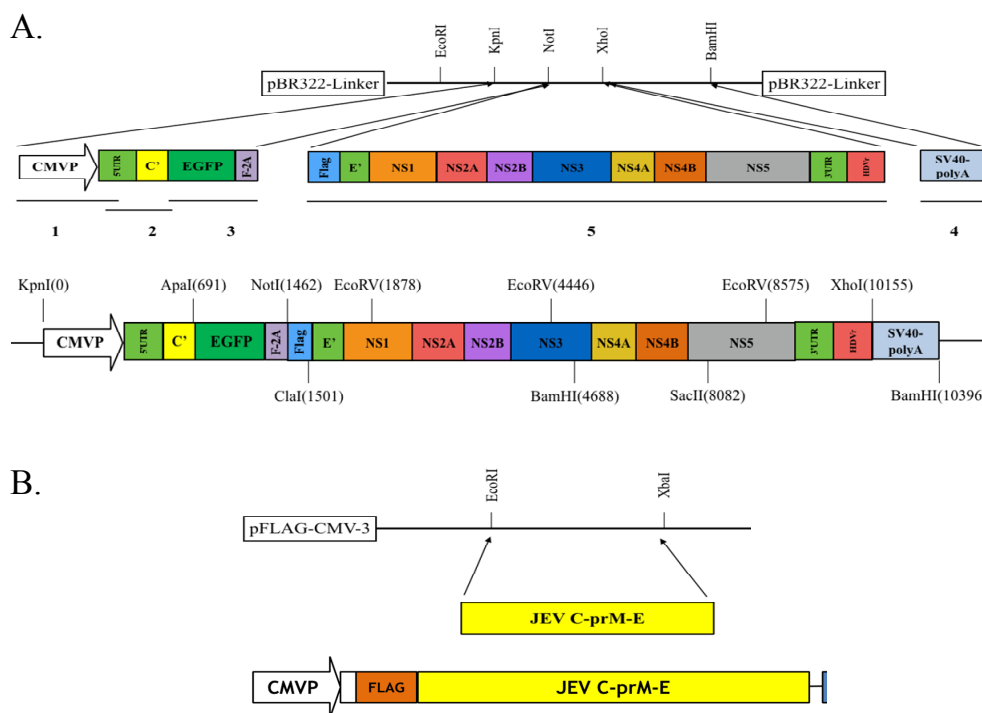 A.
EcoRI KpnI NotI XhoI BamHI
pBR322-Linker pBR322-Linker
CMVP 5'UTR C' EGFP F-2A Flag E' NS1 NS2A NS2B NS3 NS4A NS4B NS5 3'UTR HDVr SV40-
polyA
1 2 3 5 4
KpnI(0) ApaI(691) NotI(1462) EcoRV(1878) EcoRV(4446) EcoRV(8575) XhoI(10155)
CMVP 5'UTR C' EGFP F-2A Flag E' NS1 NS2A NS2B NS3 NS4A NS4B NS5 3'UTR HDVr SV40-
polyA
ClaI(1501) BamHI(4688) SacII(8082) BamHI(10396
B.
EcoRI XbaI
pFLAG-CMV-3
JEV C-prM-E
CMVP FLAG JEV C-prM-E